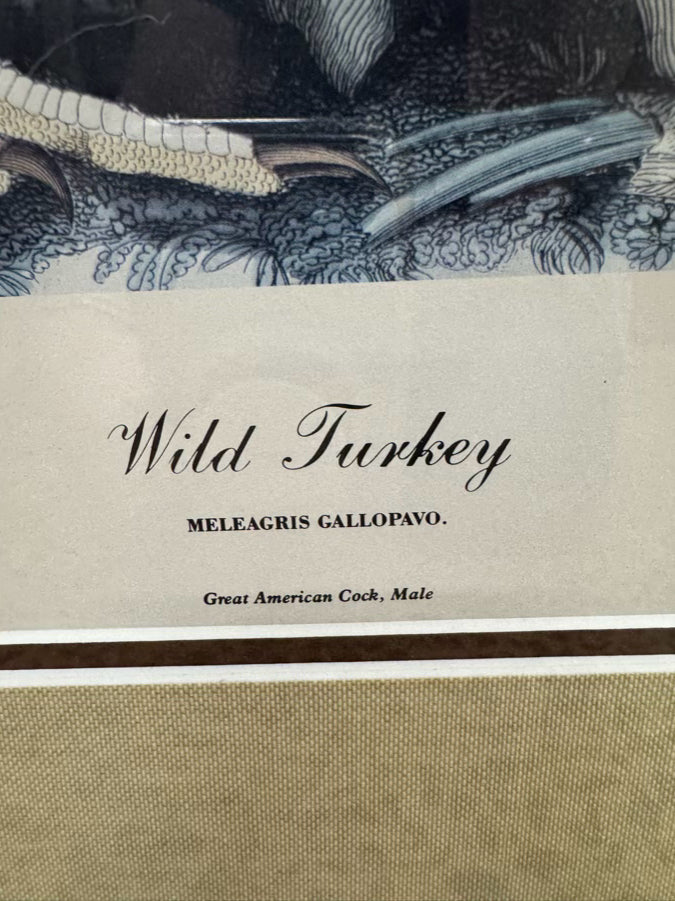 Wild Turkey
MELEAGRIS GALLOPAVO.
Great American Cock, Male